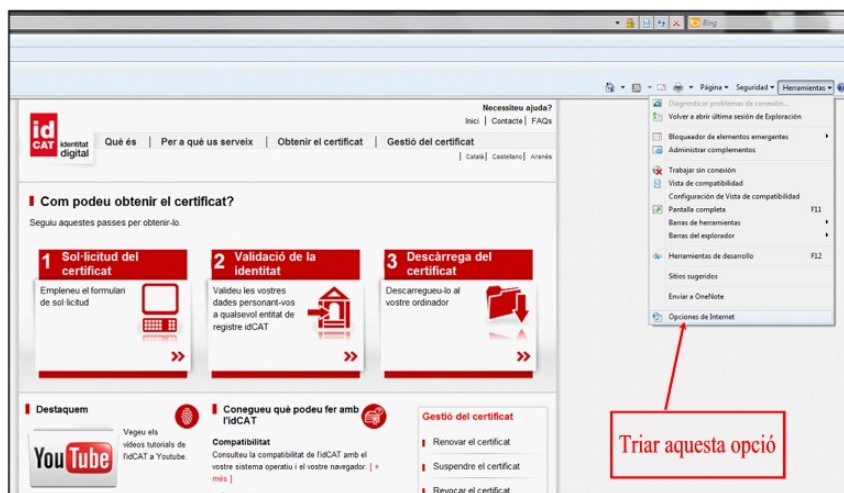 Bing
Página Seguridad Herramientas
Diagnosticar problemas de conexión...
Volver a abrir última sesión de Exploración
Bloqueador de elementos emergentes
Administrar complementos
Trabajar sin conexión
Vista de compatibilidad
Configuración de Vista de compatibilidad
Pantalla completa F11
Barras de herramientas
Barras del explorador
Herramientas de desarrollo F12
Sitios sugeridos
Enviar a OneNote
Opciones de Internet
Triar aquesta opció
Necessiteu ajuda?
Inici | Contacte | FAQs
id
CAT identitat
digital
Què és | Per a què us serveix | Obtenir el certificat | Gestió del certificat
| Català | Castellano | Aranés
Com podeu obtenir el certificat?
Seguiu aquestes passes per obtenir-lo.
1 Sol·licitud del
certificat
Empleneu el formulari
de sol·licitud
2 Validació de la
identitat
Valideu les vostres
dades personant-vos
a qualsevol entitat de
registre idCAT
3 Descàrrega del
certificat
Descarregueu-lo al
vostre ordinador
Destaquem
YouTube
Vegeu els
vídeos tutorials de
l'idCAT a Youtube.
Conegueu què podeu fer amb
l'idCAT
Compatibilitat
Consulteu la compatibilitat de l'idCAT amb el
vostre sistema operatiu i el vostre navegador. [ +
més ]
Gestió del certificat
Renovar el certificat
Suspendre el certificat
Revocar el certificat